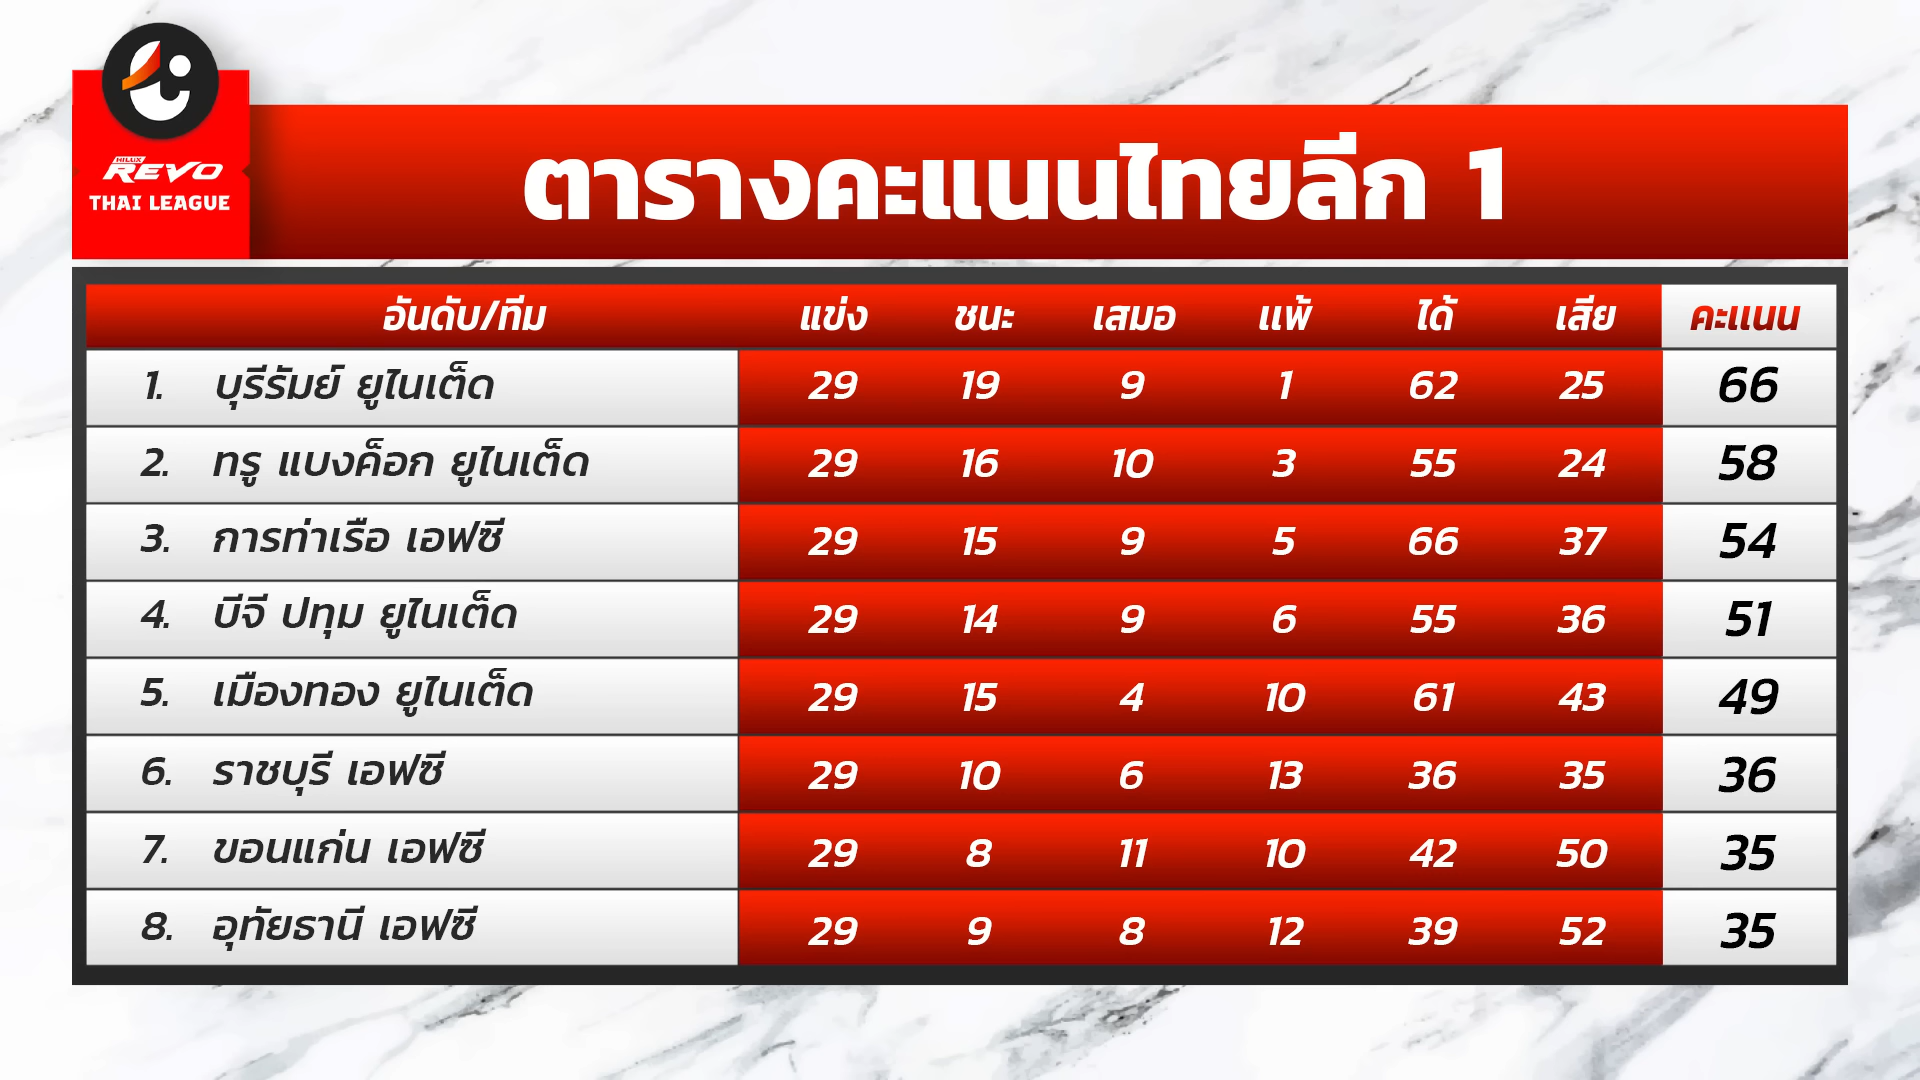 HILUX
REVO
THAI LEAGUE
ตารางคะแนนไทยลีก 1
อันดับ/ทีม แข่ง ชนะ เสมอ แพ้ ได้ เสีย คะแนน
1. บุรีรัมย์ ยูไนเต็ด 29 19 9 1 62 25 66
2. ทรู แบงค็อก ยูไนเต็ด 29 16 10 3 55 24 58
3. การท่าเรือ เอฟซี 29 15 9 5 66 37 54
4. บีจี ปทุม ยูไนเต็ด 29 14 9 6 55 36 51
5. เมืองทอง ยูไนเต็ด 29 15 4 10 61 43 49
6. ราชบุรี เอฟซี 29 10 6 13 36 35 36
7. ขอนแก่น เอฟซี 29 8 11 10 42 50 35
8. อุทัยธานี เอฟซี 29 9 8 12 39 52 35